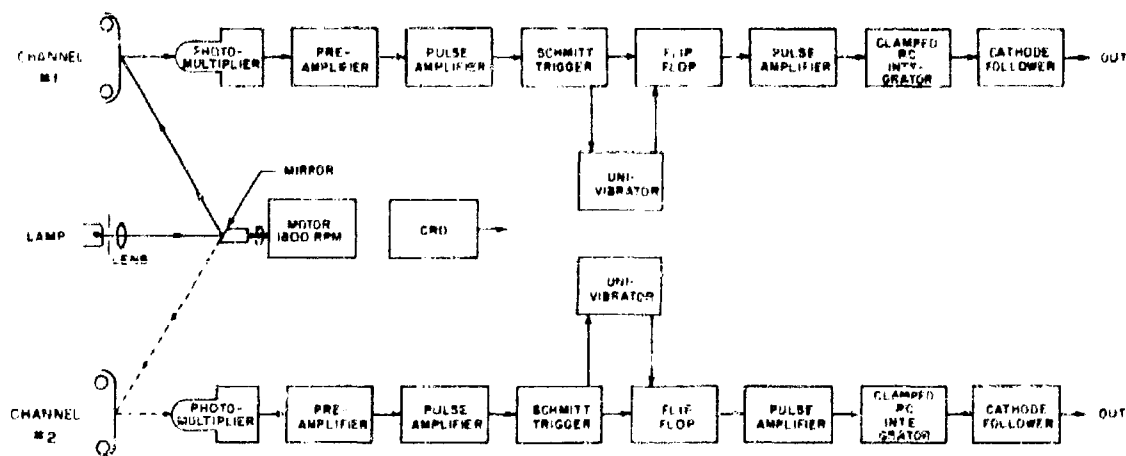 CHANNEL
#1
PHOTO-
MULTIPLIER
PRE-
AMPLIFIER
PULSE
AMPLIFIER
SCHMITT
TRIGGER
FLIP
FLOP
PULSE
AMPLIFIER
CLAMPED
RC
INTE-
GRATOR
CATHODE
FOLLOWER
OUT
UNI-
VIBRATOR
MIRROR
LAMP
LENS
MOTOR
1800 RPM
CRO
UNI-
VIBRATOR
CHANNEL
#2
PHOTO-
MULTIPLIER
PRE-
AMPLIFIER
PULSE
AMPLIFIER
SCHMITT
TRIGGER
FLIP
FLOP
PULSE
AMPLIFIER
CLAMPED
RC
INTE
GRATOR
CATHODE
FOLLOWER
OUT